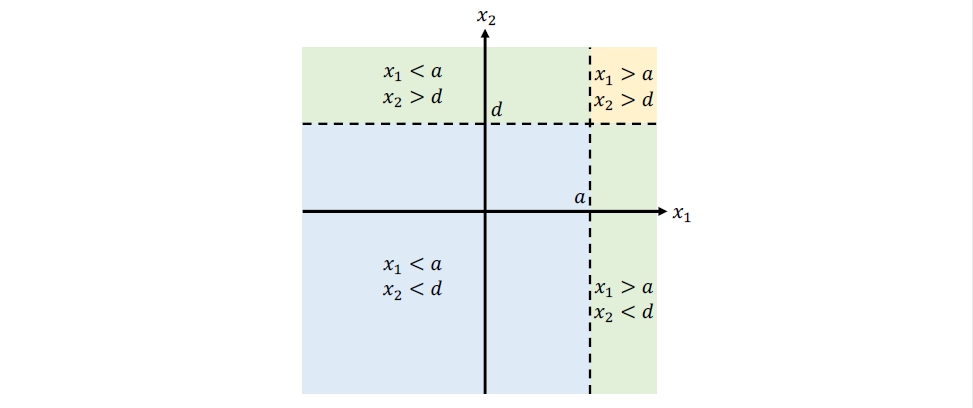 x₂
x₁ < a
x₂ > d
x₁ > a
x₂ > d
d
a
x₁
x₁ < a
x₂ < d
x₁ > a
x₂ < d